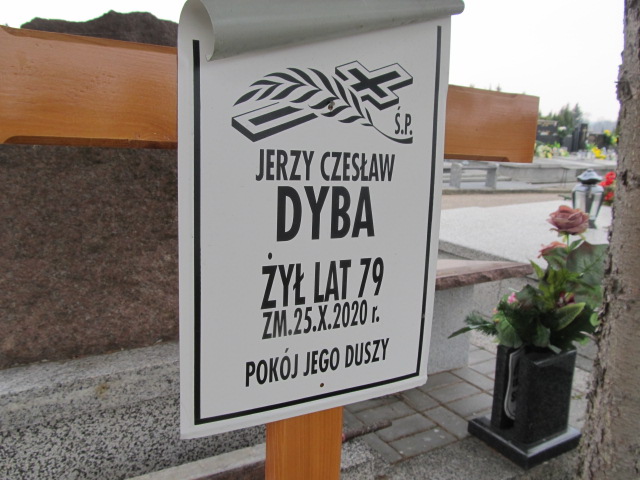 Ś.P.
JERZY CZESŁAW
DYBA
ŻYŁ LAT 79
ZM.25.X.2020 r.
POKÓJ JEGO DUSZY